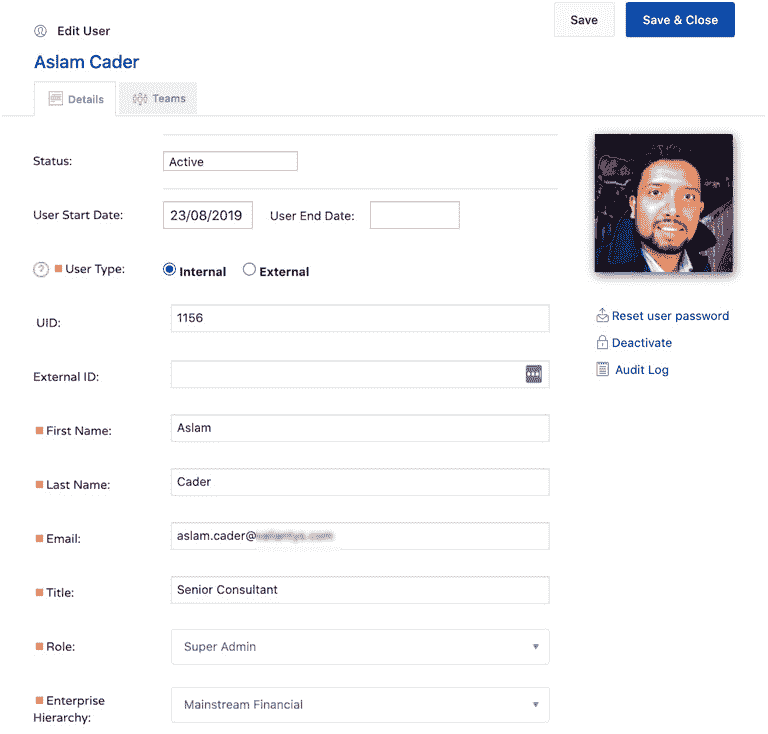 Edit User
Save
Save & Close
Aslam Cader
Details
Teams
Status:
Active
User Start Date:
23/08/2019
User End Date:
? User Type:
Internal
External
Reset user password
UID:
1156
Deactivate
Audit Log
External ID:
First Name:
Aslam
Last Name:
Cader
Email:
aslam.cader@
Title:
Senior Consultant
Role:
Super Admin
Enterprise
Hierarchy:
Mainstream Financial